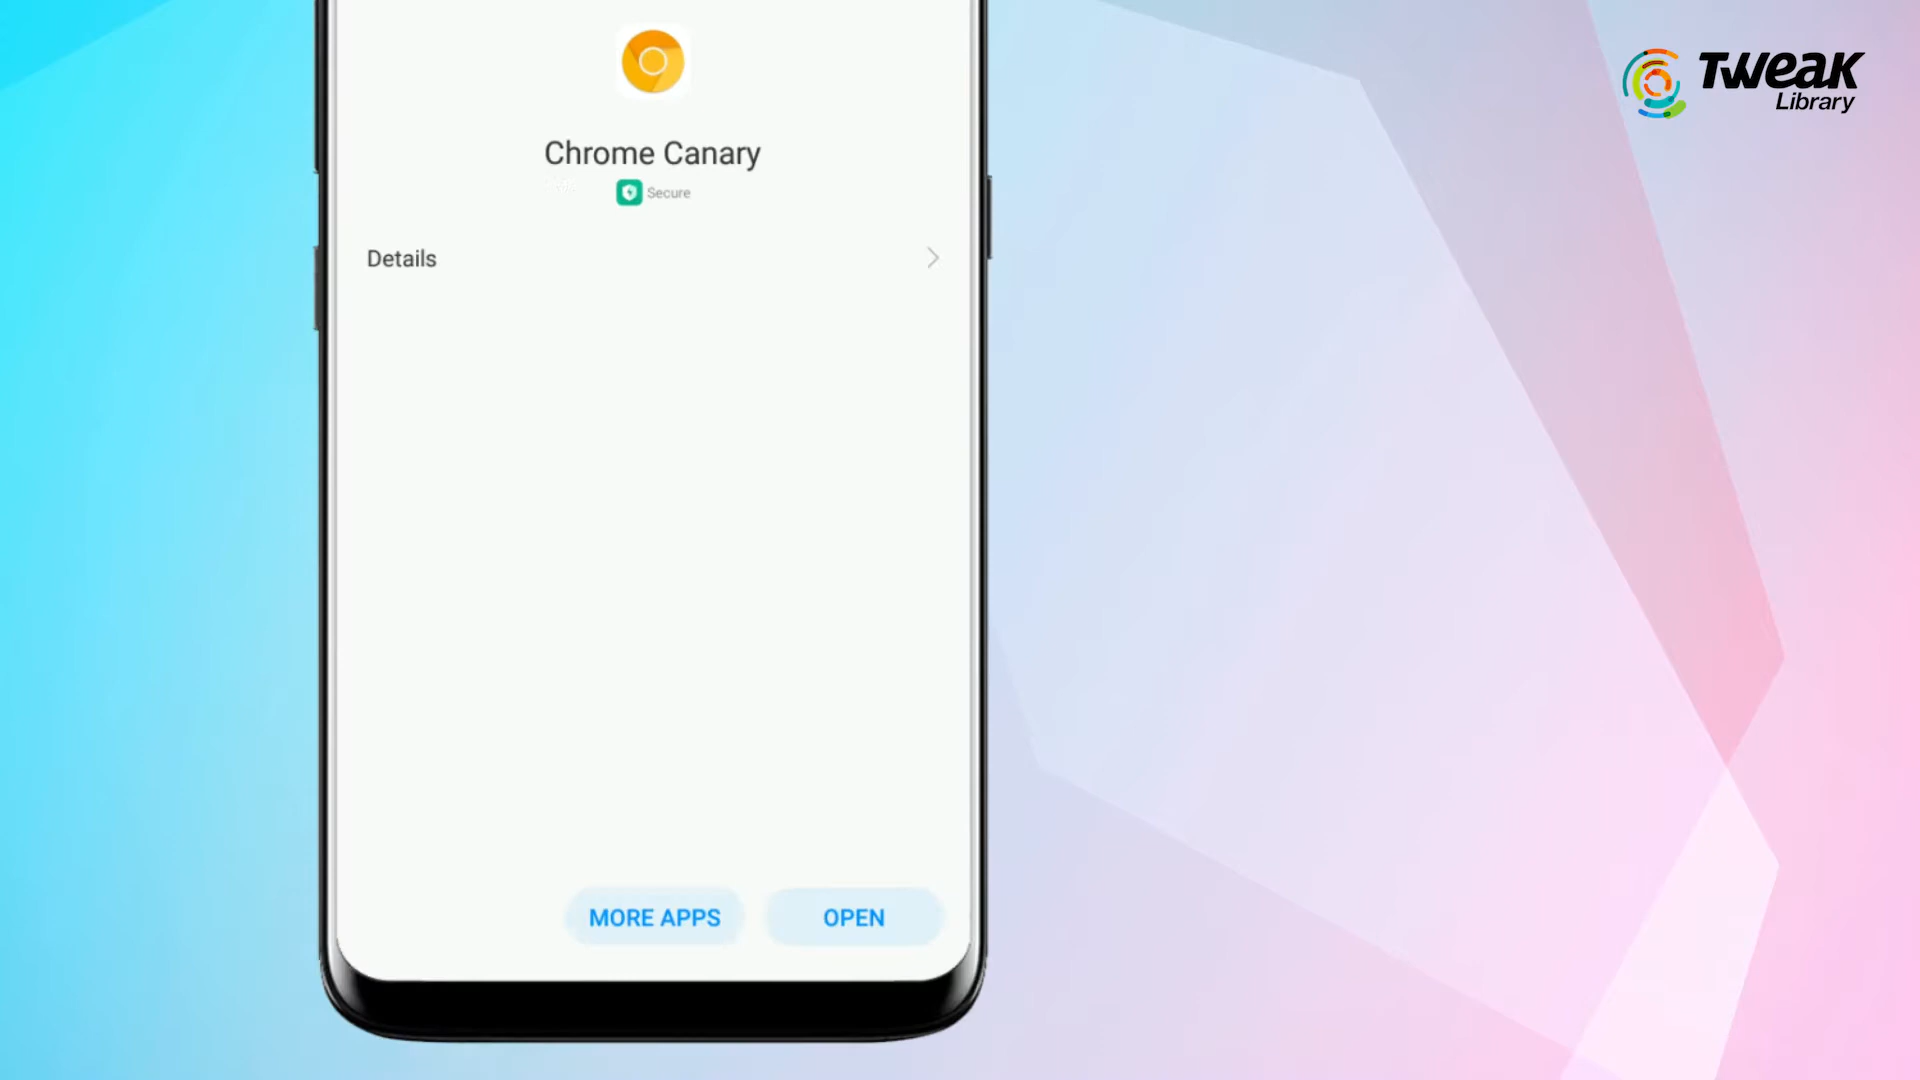 Chrome Canary
Secure
Details
MORE APPS
OPEN
TWEAK
Library